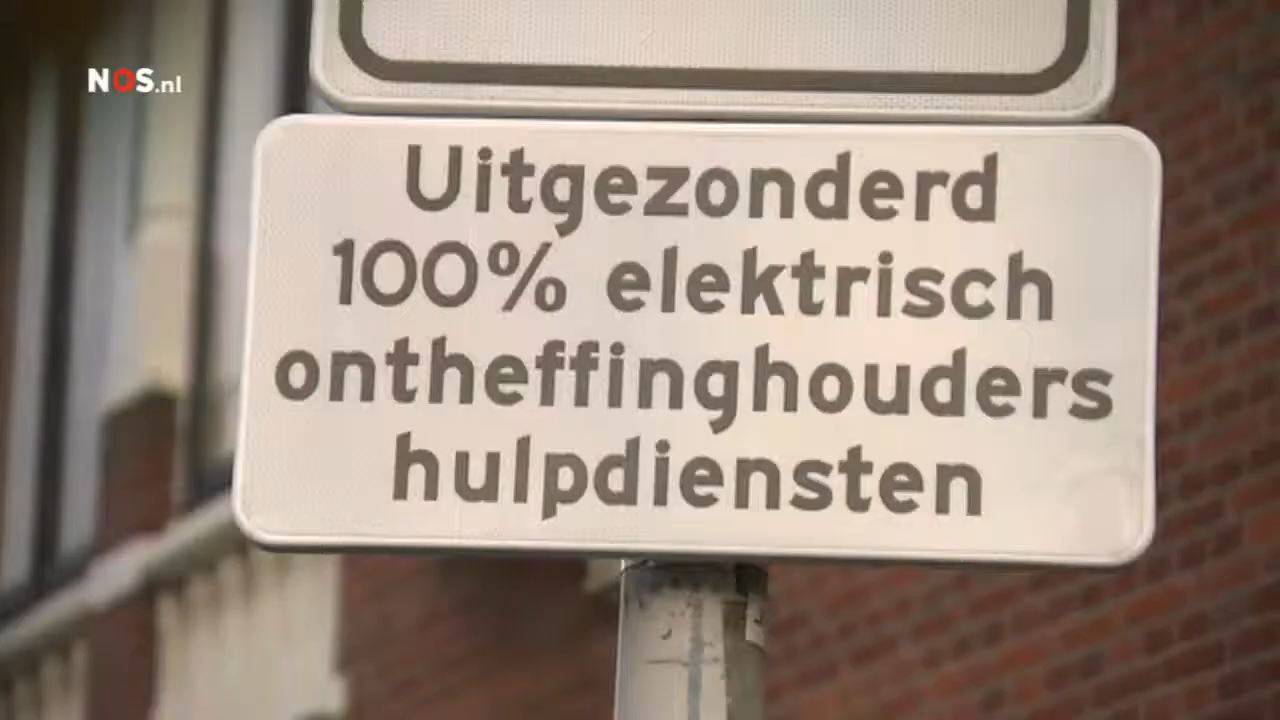 NOS.nl
Uitgezonderd
100% elektrisch
ontheffinghouders
hulpdiensten